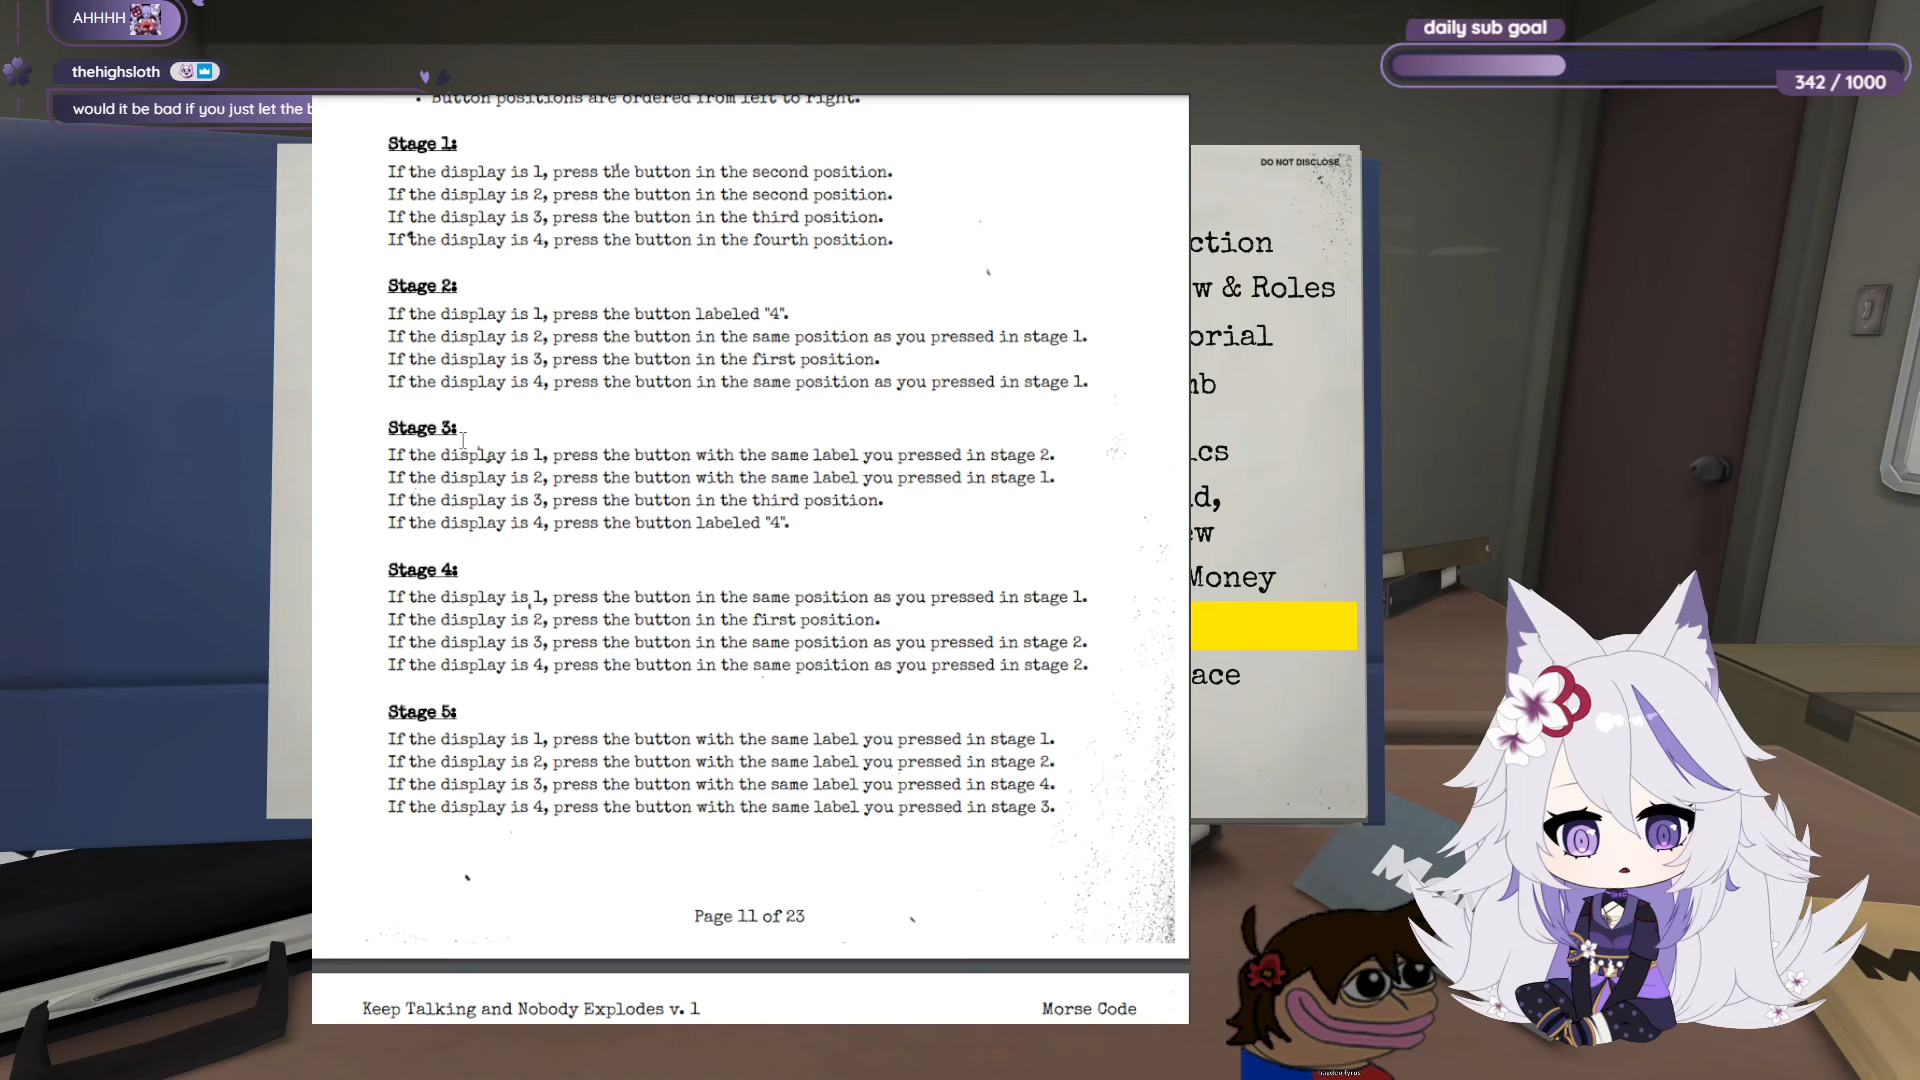 AHHHH
thehighsloth
would it be bad if you just let the b
daily sub goal
342 / 1000
Button positions are ordered from left to right.
Stage 1:
If the display is 1, press the button in the second position.
If the display is 2, press the button in the second position.
If the display is 3, press the button in the third position.
If the display is 4, press the button in the fourth position.
Stage 2:
If the display is 1, press the button labeled "4".
If the display is 2, press the button in the same position as you pressed in stage 1.
If the display is 3, press the button in the first position.
If the display is 4, press the button in the same position as you pressed in stage 1.
Stage 3:
If the display is 1, press the button with the same label you pressed in stage 2.
If the display is 2, press the button with the same label you pressed in stage 1.
If the display is 3, press the button in the third position.
If the display is 4, press the button labeled "4".
Stage 4:
If the display is 1, press the button in the same position as you pressed in stage 1.
If the display is 2, press the button in the first position.
If the display is 3, press the button in the same position as you pressed in stage 2.
If the display is 4, press the button in the same position as you pressed in stage 2.
Stage 5:
If the display is 1, press the button with the same label you pressed in stage 1.
If the display is 2, press the button with the same label you pressed in stage 2.
If the display is 3, press the button with the same label you pressed in stage 4.
If the display is 4, press the button with the same label you pressed in stage 3.
Page 11 of 23
Keep Talking and Nobody Explodes v. 1
Morse Code
DO NOT DISCLOSE
ction
w & Roles
orial
mb
ics
d,
ew
Money
ace